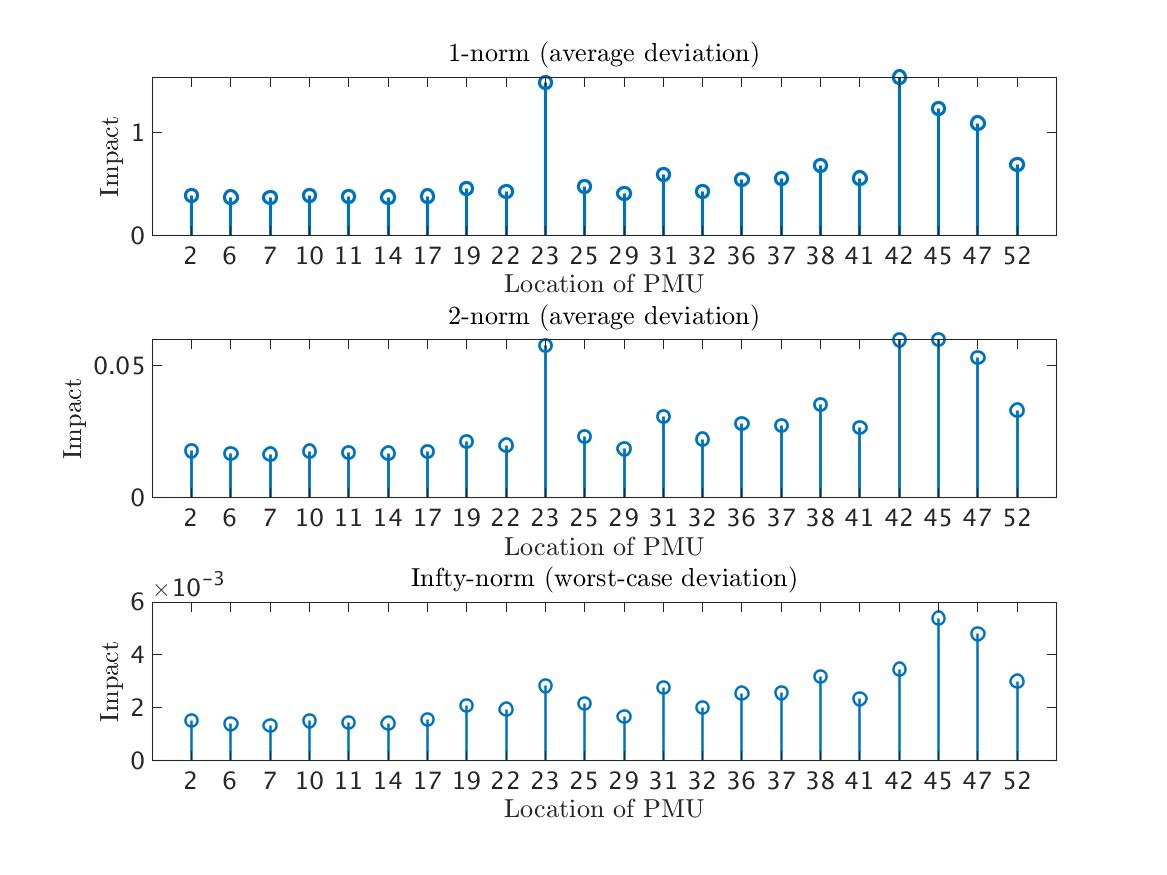 1-norm (average deviation)
Impact
1
0
2 6 7 10 11 14 17 19 22 23 25 29 31 32 36 37 38 41 42 45 47 52
Location of PMU
2-norm (average deviation)
Impact
0.05
0
2 6 7 10 11 14 17 19 22 23 25 29 31 32 36 37 38 41 42 45 47 52
Location of PMU
Infty-norm (worst-case deviation)
×10⁻³
Impact
6
4
2
0
2 6 7 10 11 14 17 19 22 23 25 29 31 32 36 37 38 41 42 45 47 52
Location of PMU